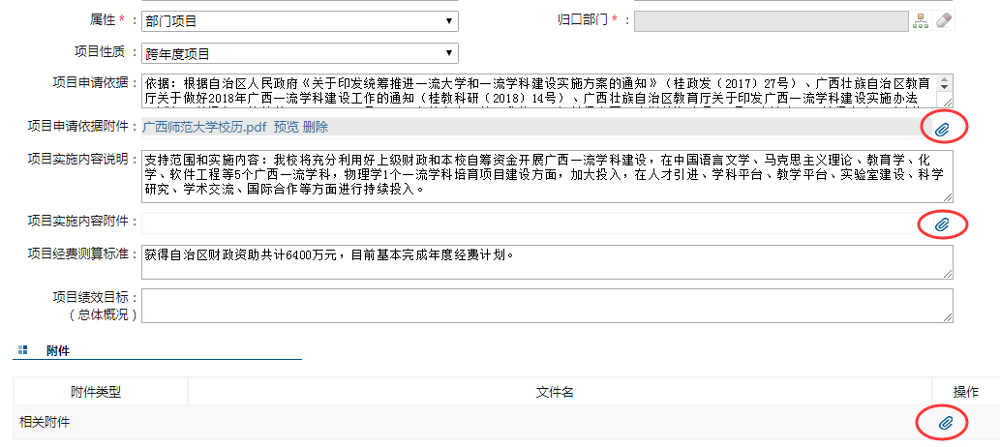 属性 * ： 部门项目 归口部门 * ：
项目性质 ： 跨年度项目
项目申请依据： 依据：根据自治区人民政府《关于印发统筹推进一流大学和一流学科建设实施方案的通知》（桂政发（2017）27号）、广西壮族自治区教育
厅关于做好2018年广西一流学科建设工作的通知（桂教科研（2018）14号）、广西壮族自治区教育厅关于印发广西一流学科建设实施办法
项目申请依据附件： 广西师范大学校历.pdf 预览 删除
项目实施内容说明： 支持范围和实施内容：我校将充分利用好上级财政和本校自筹资金开展广西一流学科建设，在中国语言文学、马克思主义理论、教育学、化
学、软件工程等5个广西一流学科，物理学1个一流学科培育项目建设方面，加大投入，在人才引进、学科平台、教学平台、实验室建设、科学
研究、学术交流、国际合作等方面进行持续投入。
项目实施内容附件：
项目经费测算标准： 获得自治区财政资助共计6400万元，目前基本完成年度经费计划。
项目绩效目标：
（总体概况）
附件
附件类型 文件名 操作
相关附件